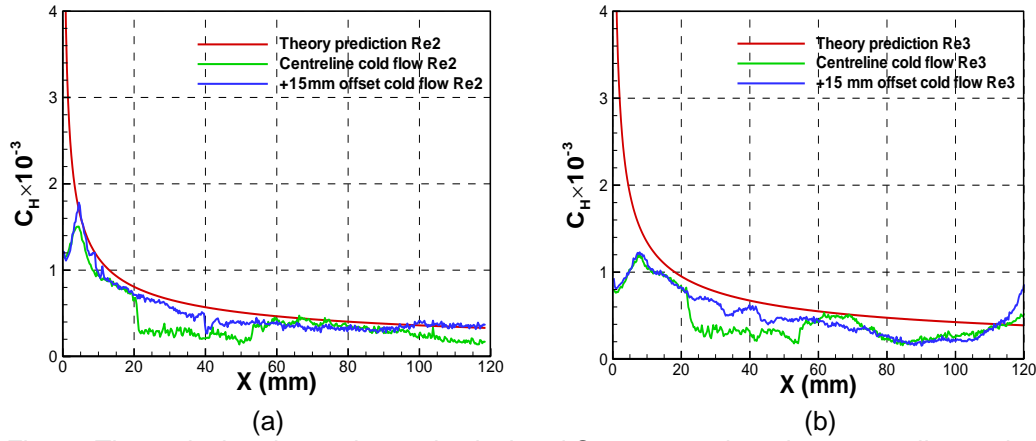 4
3
2
1
0
0
20
40
60
80
100
120
C_H×10^-3
X (mm)
Theory prediction Re2
Centreline cold flow Re2
+15mm offset cold flow Re2
(a)
4
3
2
1
0
0
20
40
60
80
100
120
C_H×10^-3
X (mm)
Theory prediction Re3
Centreline cold flow Re3
+15 mm offset cold flow Re3
(b)